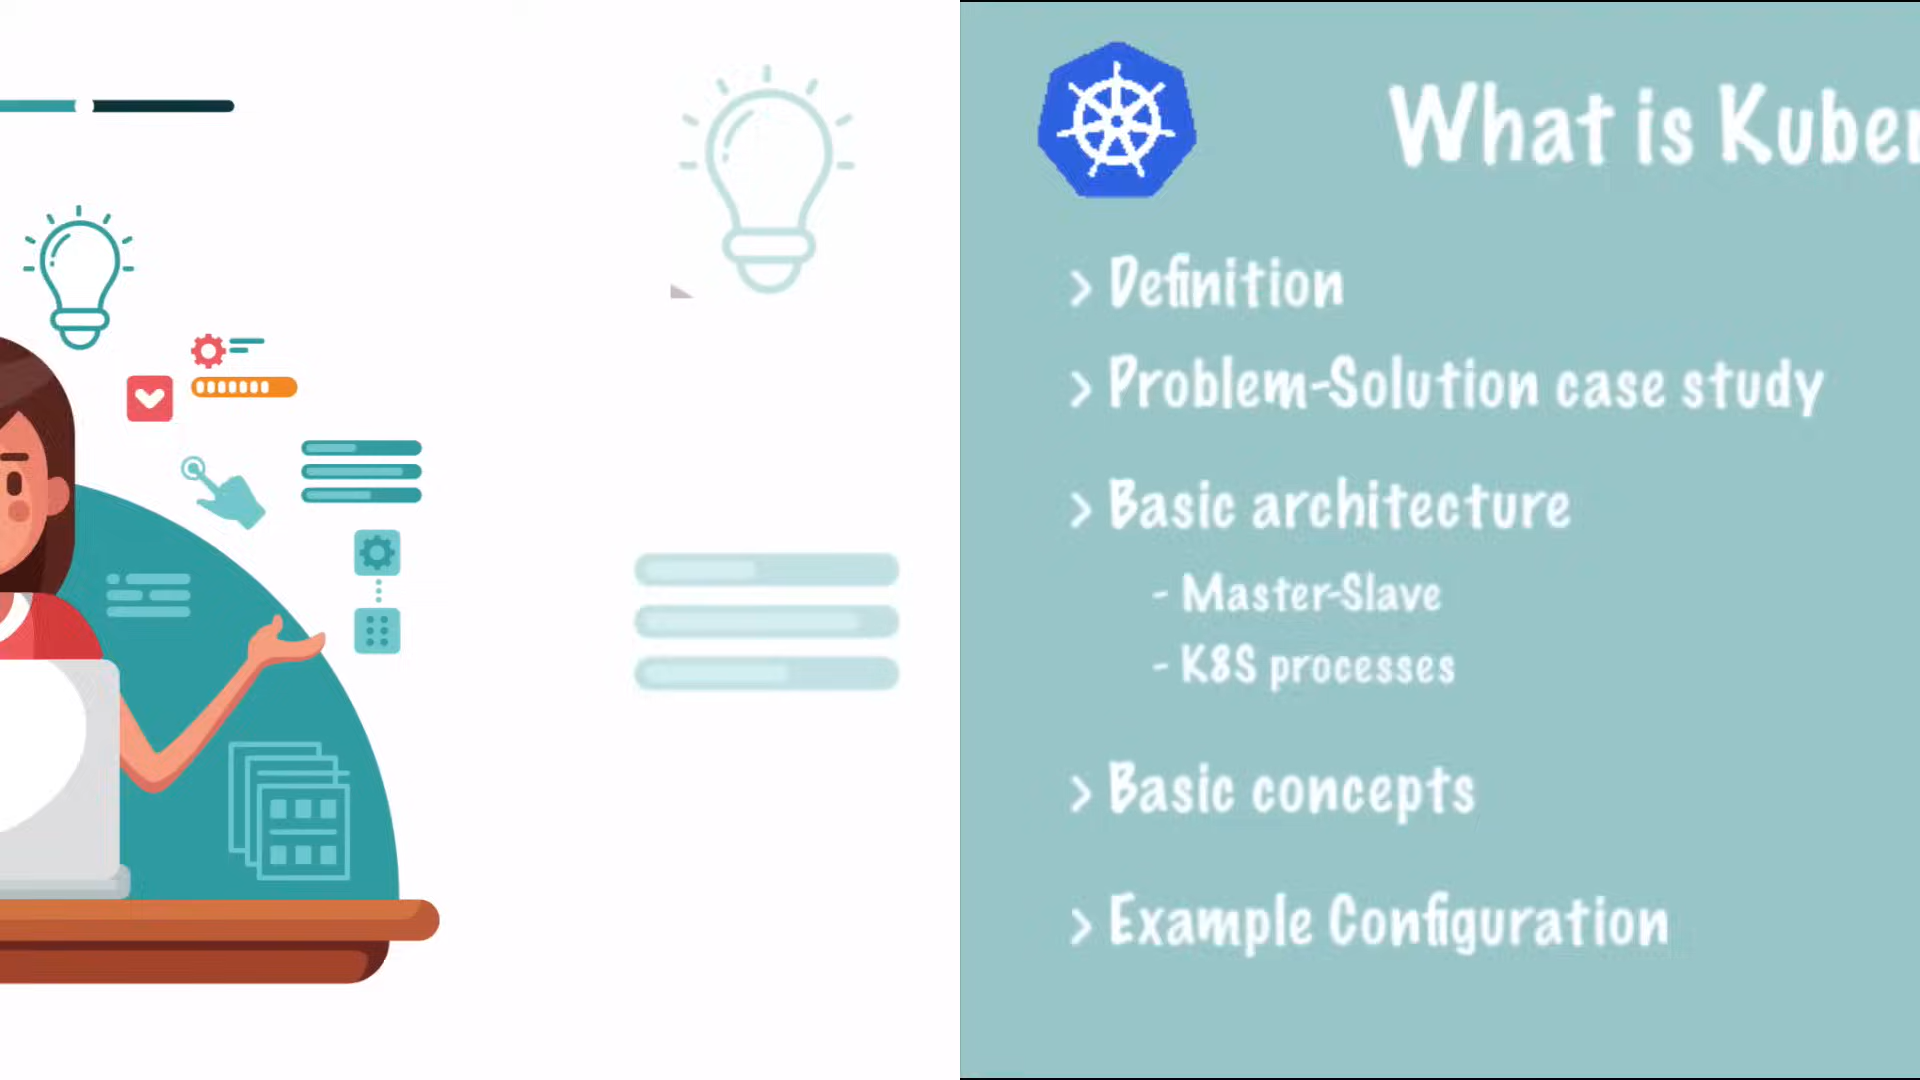 What is Kuber
> Definition
> Problem-Solution case study
> Basic architecture
- Master-Slave
- K8S processes
> Basic concepts
> Example Configuration